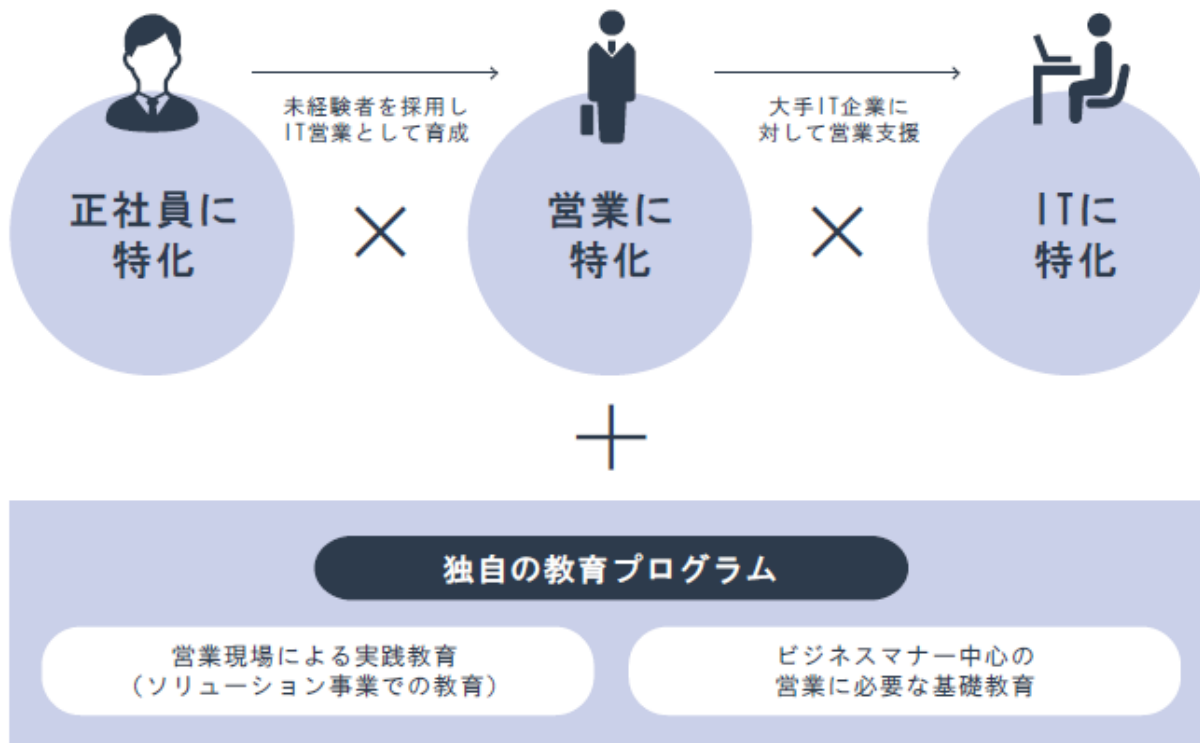 未経験者を採用し
IT営業として育成
大手IT企業に
対して営業支援
正社員に
特化
×
営業に
特化
×
ITに
特化
+
独自の教育プログラム
営業現場による実践教育
(ソリューション事業での教育)
ビジネスマナー中心の
営業に必要な基礎教育